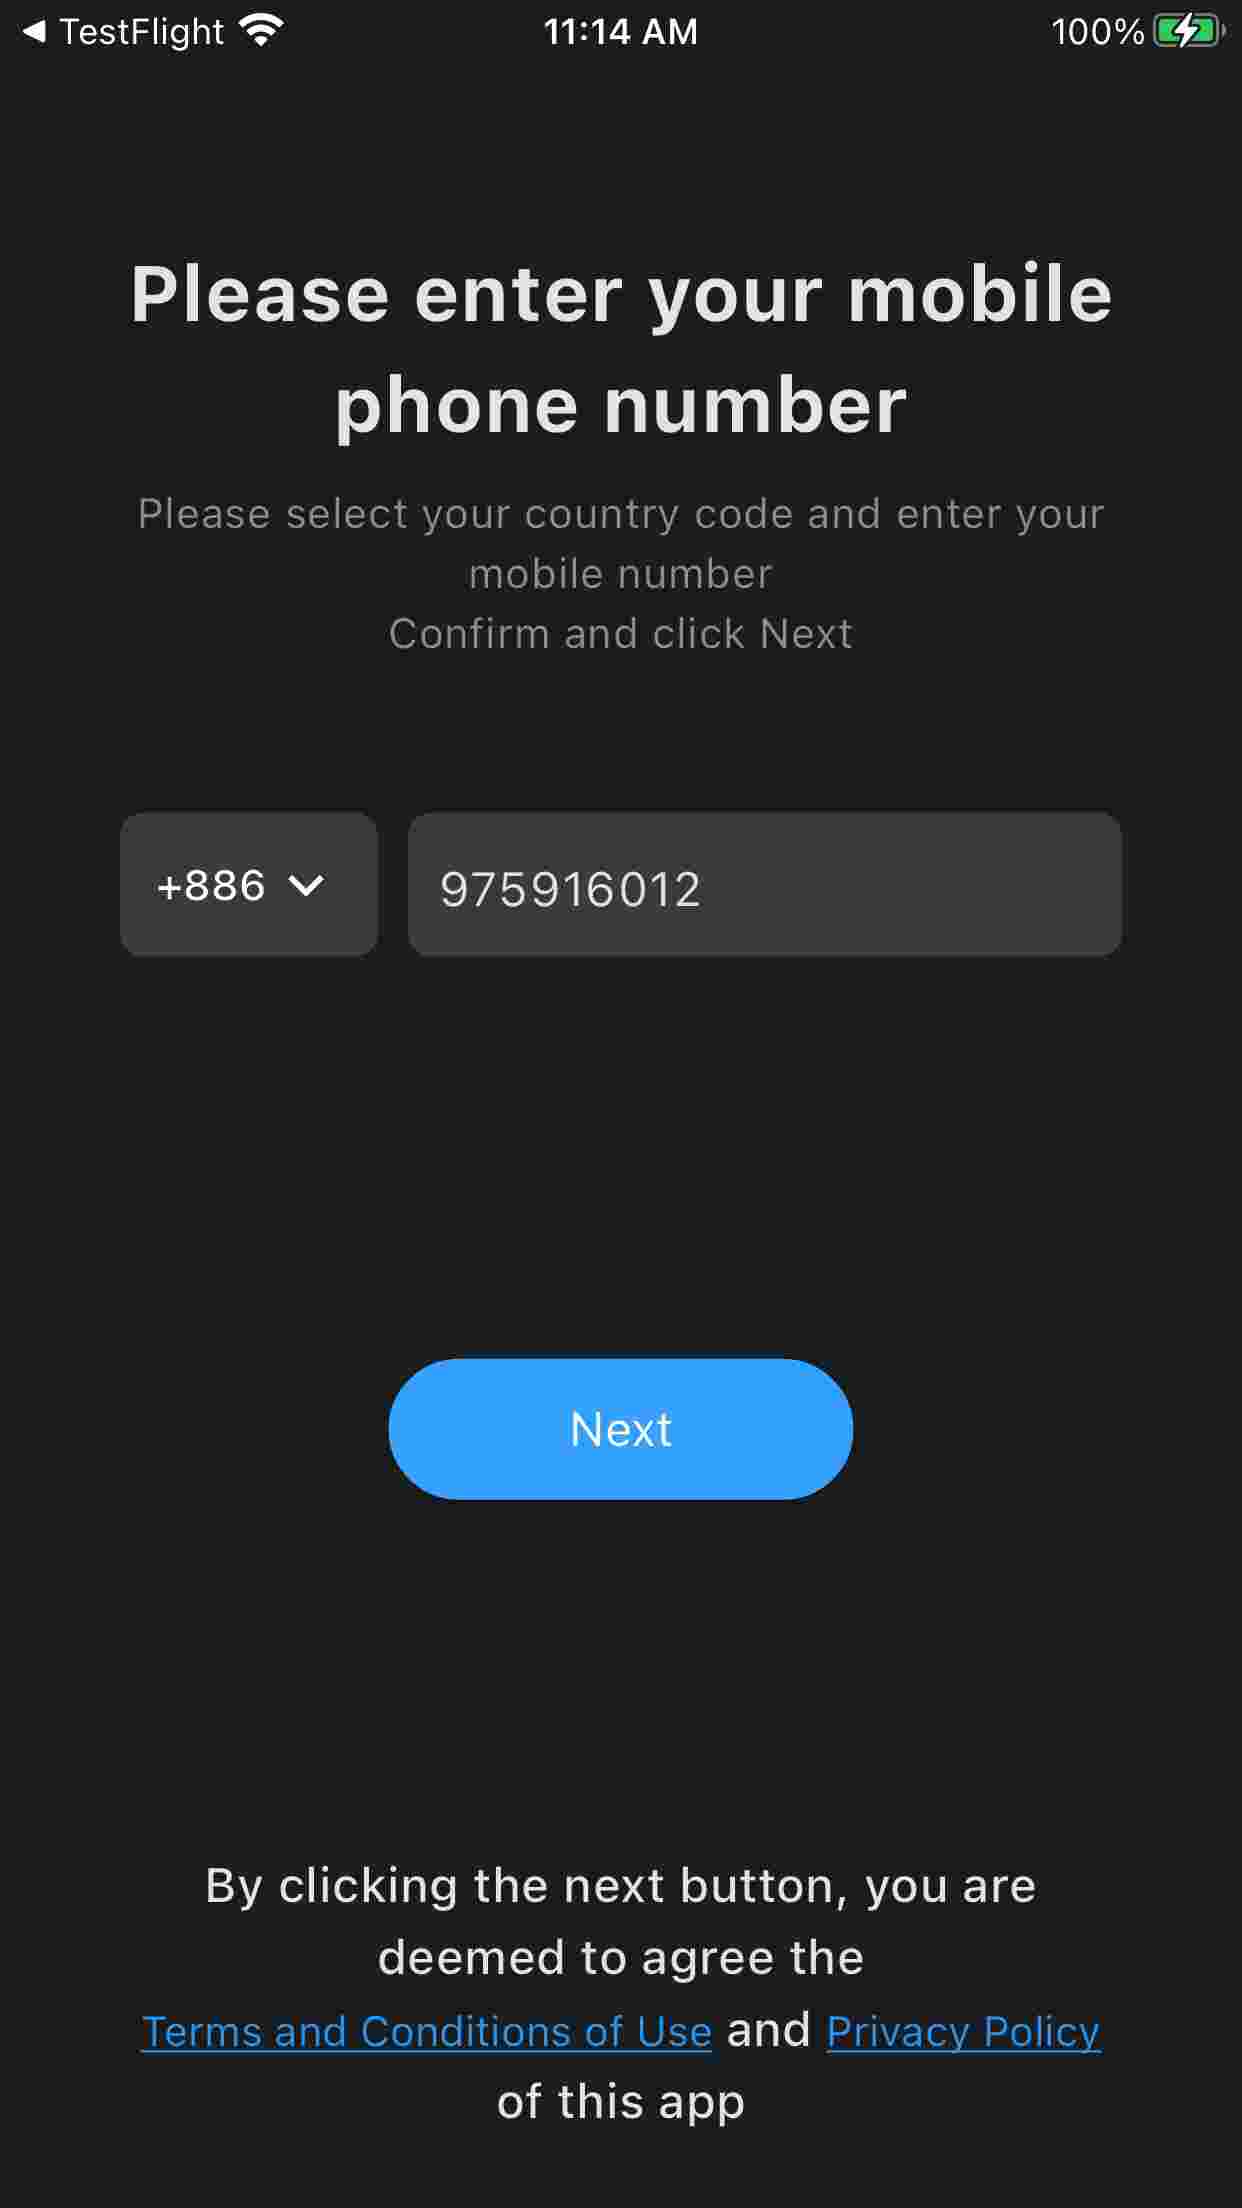 TestFlight 11:14 AM 100%
Please enter your mobile
phone number
Please select your country code and enter your
mobile number
Confirm and click Next
+886 975916012
Next
By clicking the next button, you are
deemed to agree the
Terms and Conditions of Use and Privacy Policy
of this app